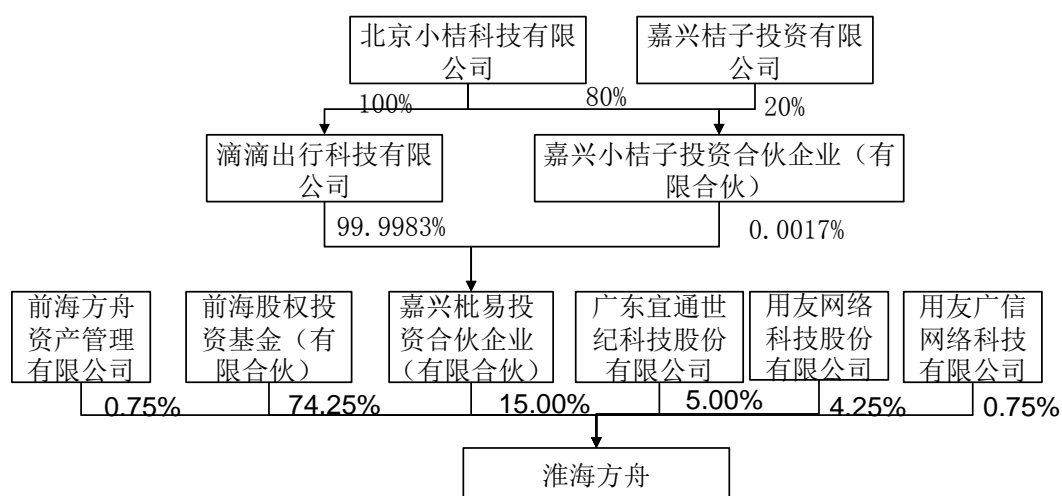 北京小桔科技有限
公司
嘉兴桔子投资有限
公司
100%
80%
20%
滴滴出行科技有限
公司
嘉兴小桔子投资合伙企业（有
限合伙）
99.9983%
0.0017%
前海方舟
资产管理
有限公司
前海股权投
资基金（有
限合伙）
嘉兴枇易投
资合伙企业
（有限合伙）
广东宜通世
纪科技股份
有限公司
用友网络
科技股份
有限公司
用友广信
网络科技
有限公司
0.75%
74.25%
15.00%
5.00%
4.25%
0.75%
淮海方舟